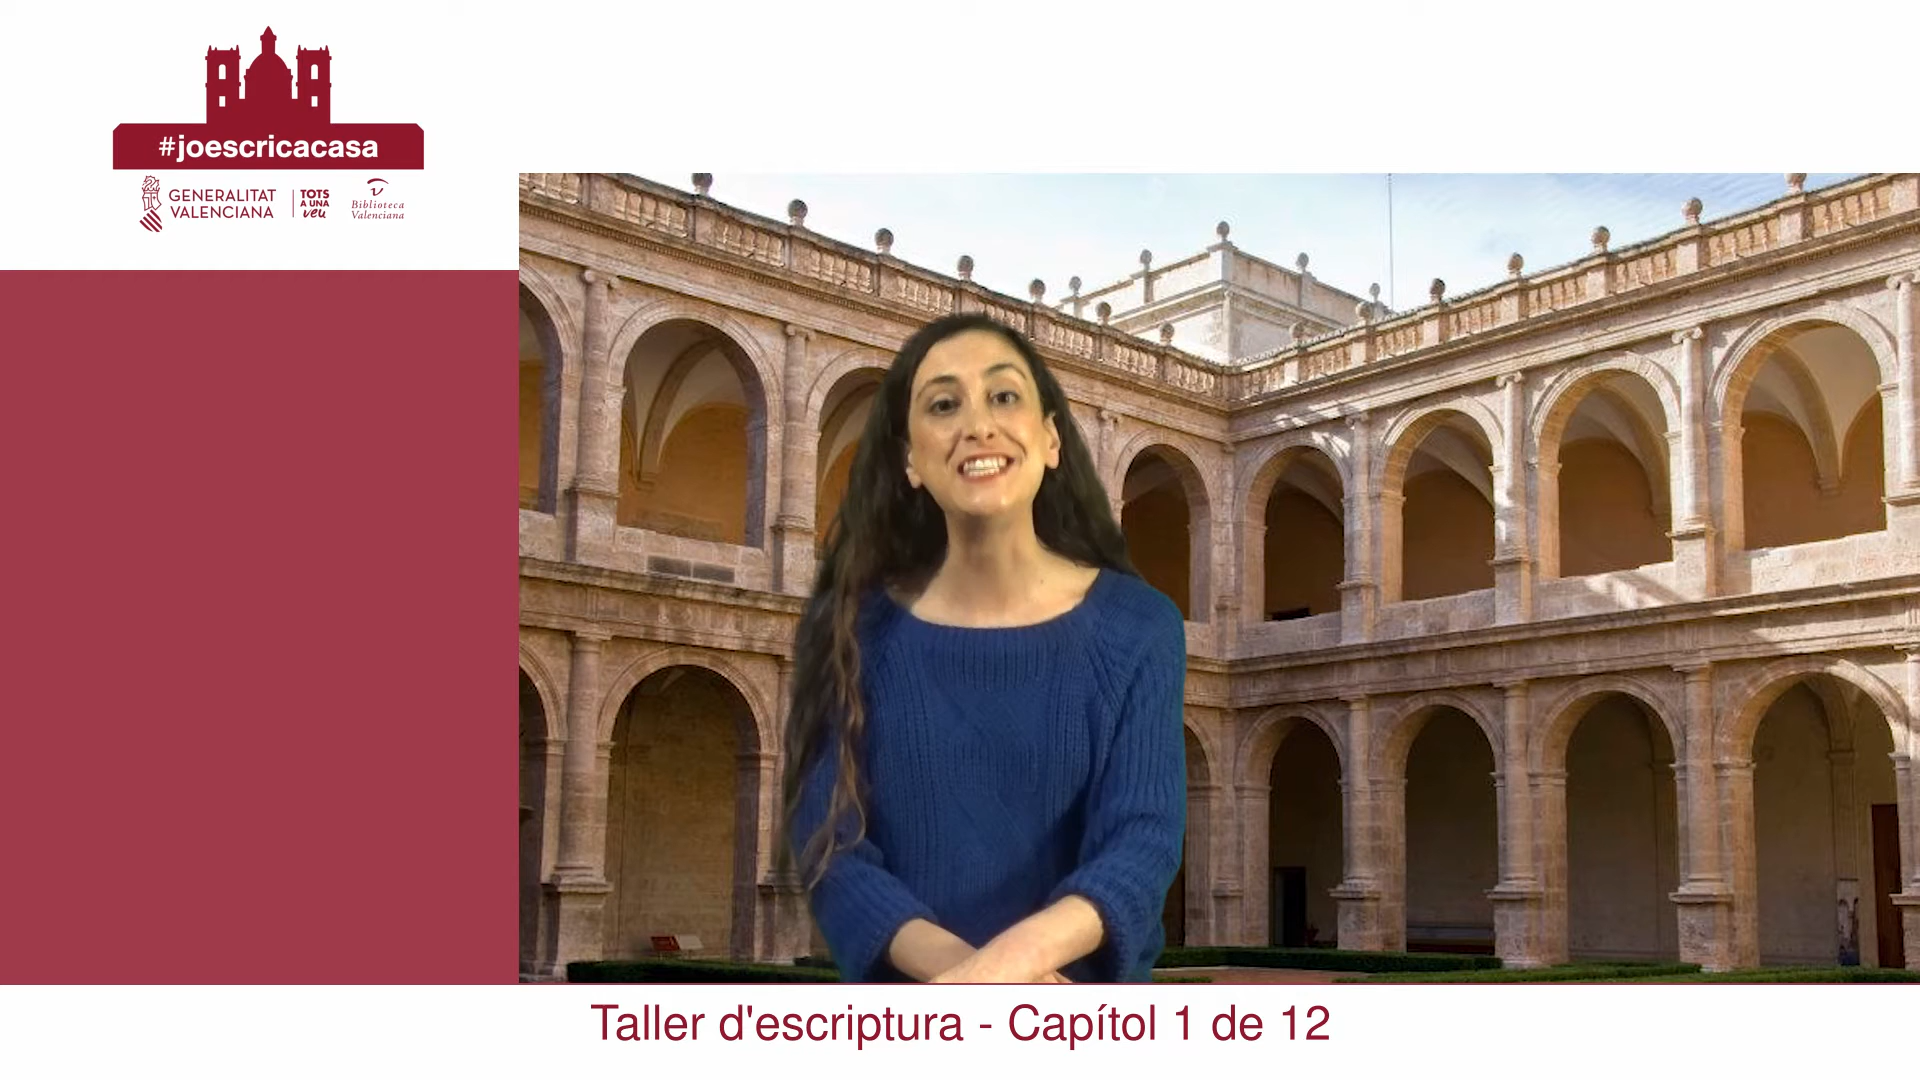 #joescricacasa
GENERALITAT
VALENCIANA
TOTS
A UNA
veu
Biblioteca
Valenciana
Taller d'escriptura - Capítol 1 de 12